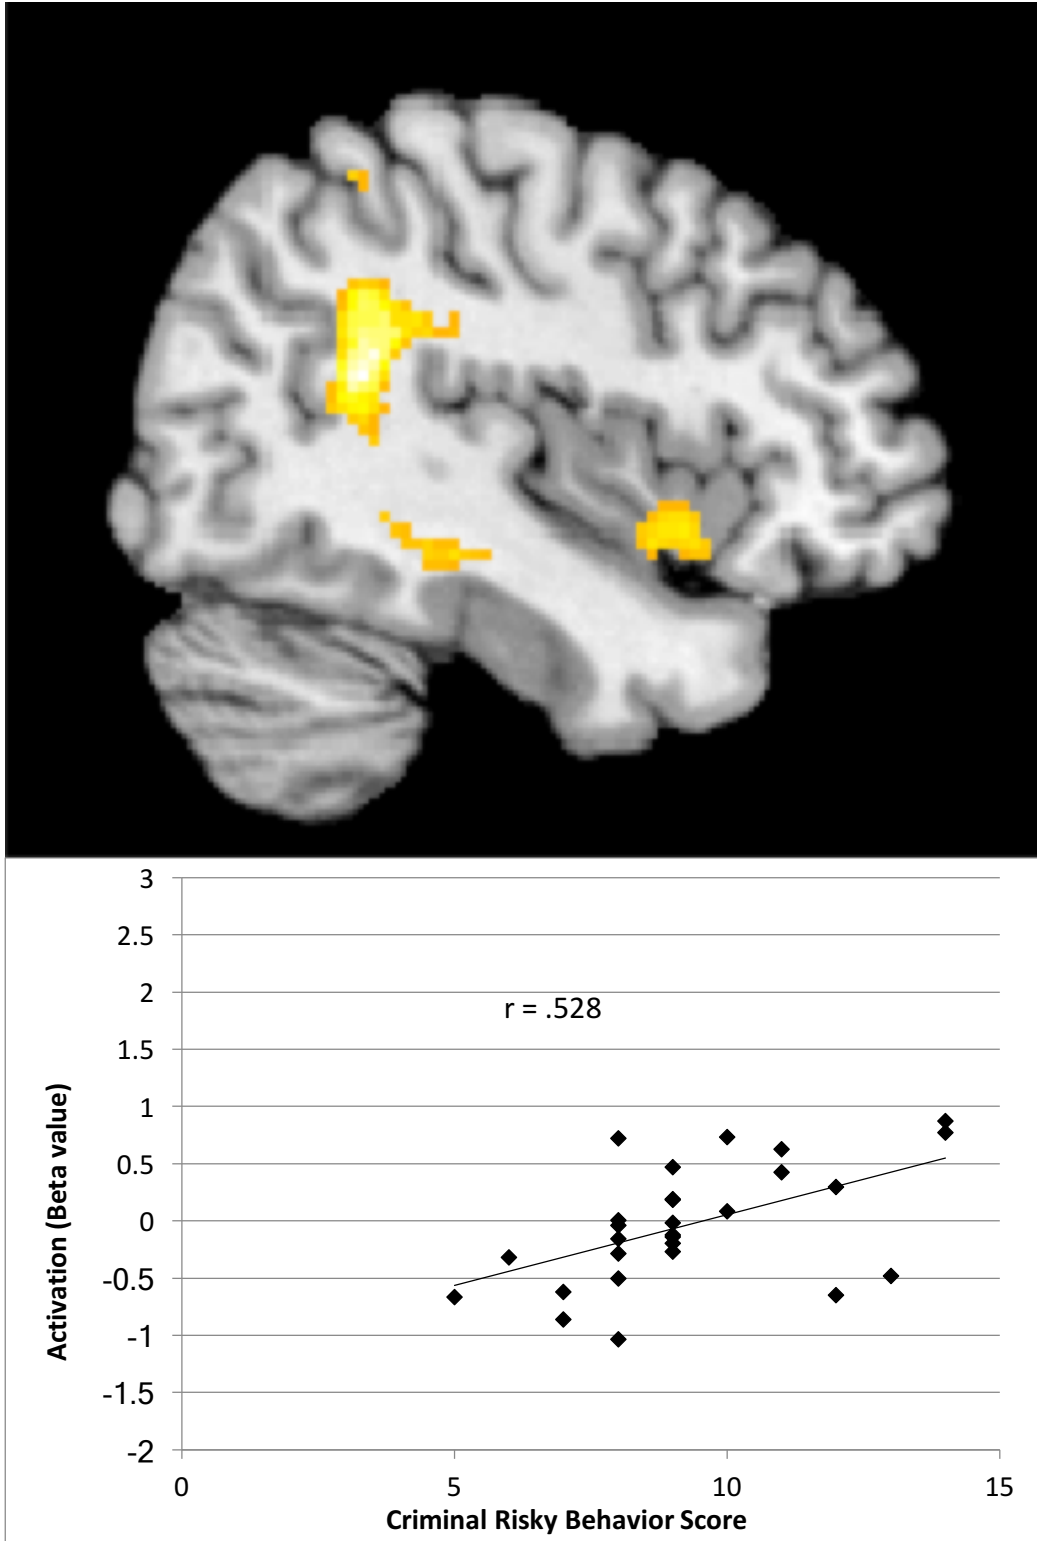 3
2.5
2
r = .528
1.5
1
0.5
0
-0.5
-1
-1.5
-2
Activation (Beta value)
0 5 10 15
Criminal Risky Behavior Score